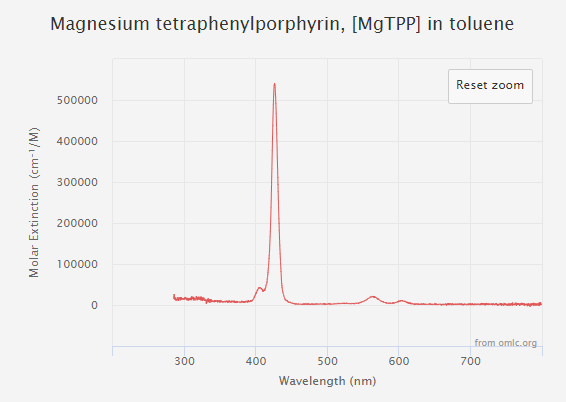 Magnesium tetraphenylporphyrin, [MgTPP] in toluene
Reset zoom
Molar Extinction (cm⁻¹/M)
500000
400000
300000
200000
100000
0
from omlc.org
300 400 500 600 700
Wavelength (nm)